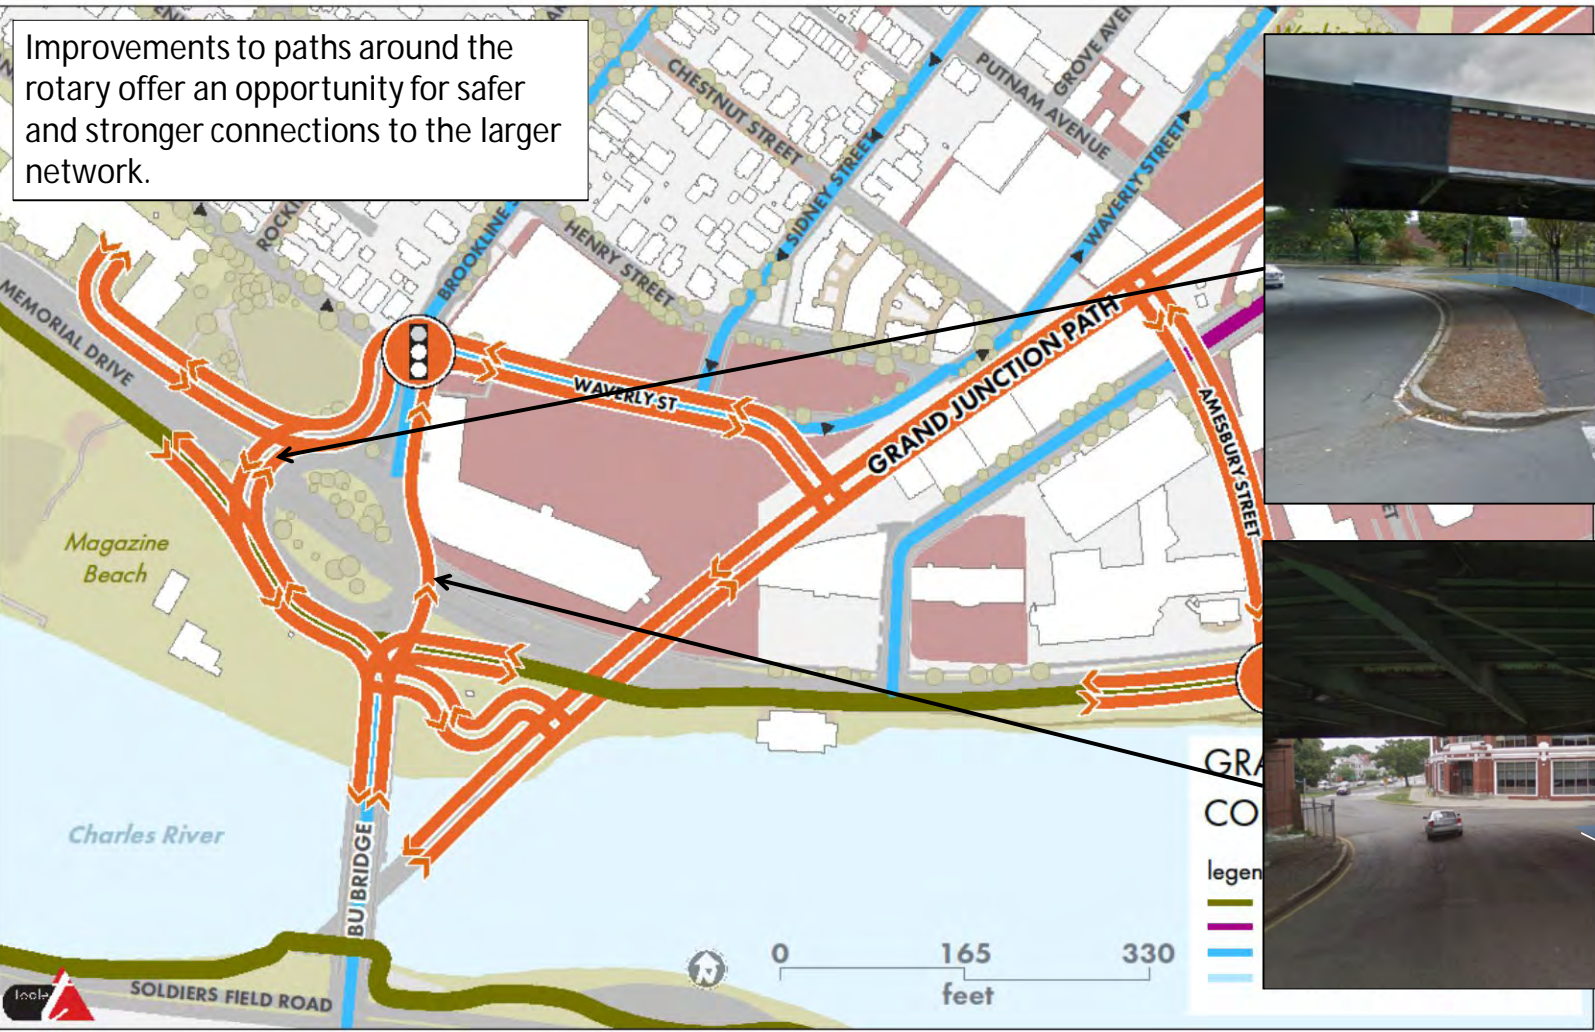 Improvements to paths around the
rotary offer an opportunity for safer
and stronger connections to the larger
network.
CHESTNUT STREET
PUTNAM AVENUE
GROVE AVE
SIDNEY STREET
WAVERLY STREET
BROOKLINE
HENRY STREET
MEMORIAL DRIVE
WAVERLY ST
GRAND JUNCTION PATH
AMESBURY STREET
ET
Magazine
Beach
Charles River
BU BRIDGE
SOLDIERS FIELD ROAD
0 165 330
feet
GRA
CO
legen